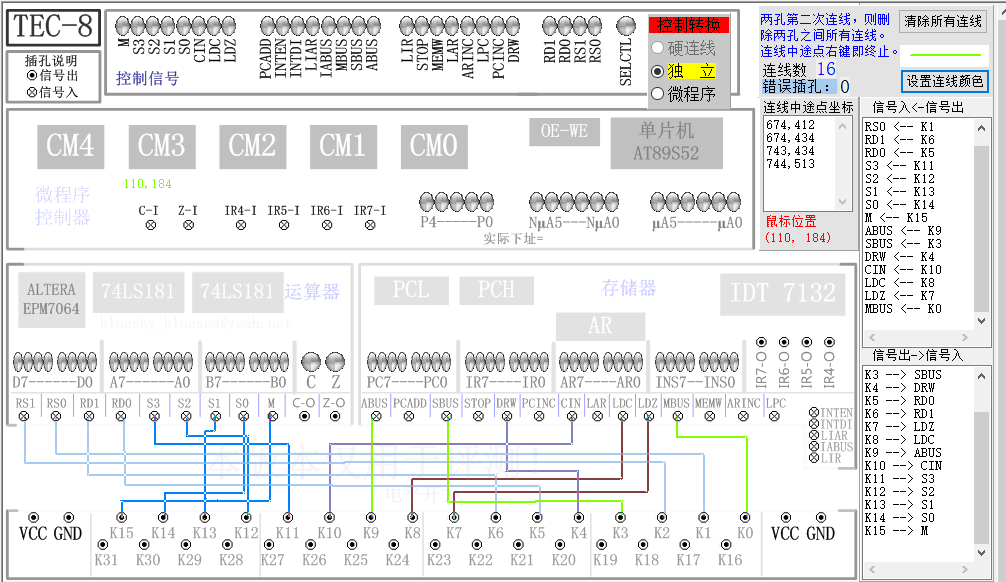 TEC-8
插孔说明
信号出
信号入
M S3 S2 S1 S0 CIN LDC LDZ
控制信号
PCADD INTEN INTDI LIAR IABUS MBUS SBUS ABUS
LIR STOP MEMW LAR ARINC LPC PCINC DRW
RD1 RD0 RS1 RS0
SELCTL
控制转换
硬连线
独 立
微程序
两孔第二次连线，则删
除两孔之间所有连线。
连线中途点右键即终止。
连线数 16
错误插孔： 0
清除所有连线
设置连线颜色
连线中途点坐标
674,412
674,434
743,434
744,513
鼠标位置
(110, 184)
信号入<-信号出
RS0 <-- K1
RD1 <-- K6
RD0 <-- K5
S3 <-- K11
S2 <-- K12
S1 <-- K13
S0 <-- K14
M <-- K15
ABUS <-- K9
SBUS <-- K3
DRW <-- K4
CIN <-- K10
LDC <-- K8
LDZ <-- K7
MBUS <-- K0
信号出->信号入
K3 --> SBUS
K4 --> DRW
K5 --> RD0
K6 --> RD1
K7 --> LDZ
K8 --> LDC
K9 --> ABUS
K10 --> CIN
K11 --> S3
K12 --> S2
K13 --> S1
K14 --> S0
K15 --> M
CM4 CM3 CM2 CM1 CM0
OE-WE
单片机
AT89S52
110,184
微程序
控制器
C-I Z-I IR4-I IR5-I IR6-I IR7-I
P4-----P0
NμA5---NμA0
μA5-----μA0
实际下址=
ALTERA
EPM7064
74LS181 74LS181
运算器
bluesky_bluesea@yeah.net
PCL PCH
存储器
AR
IDT 7132
D7------D0 A7------A0 B7------B0 C Z
PC7----PC0 IR7-----IR0 AR7----AR0 INS7--INS0
IR7-O IR6-O IR5-O IR4-O
RS1 RS0 RD1 RD0 S3 S2 S1 S0 M C-O Z-O
ABUS PCADD SBUS STOP DRW PCINC CIN LAR LDC LDZ MBUS MEMW ARINC LPC
INTEN
INTDI
LIAR
IABUS
LIR
VCC GND
K15 K14 K13 K12 K11 K10 K9 K8 K7 K6 K5 K4 K3 K2 K1 K0
VCC GND
K31 K30 K29 K28 K27 K26 K25 K24 K23 K22 K21 K20 K19 K18 K17 K16